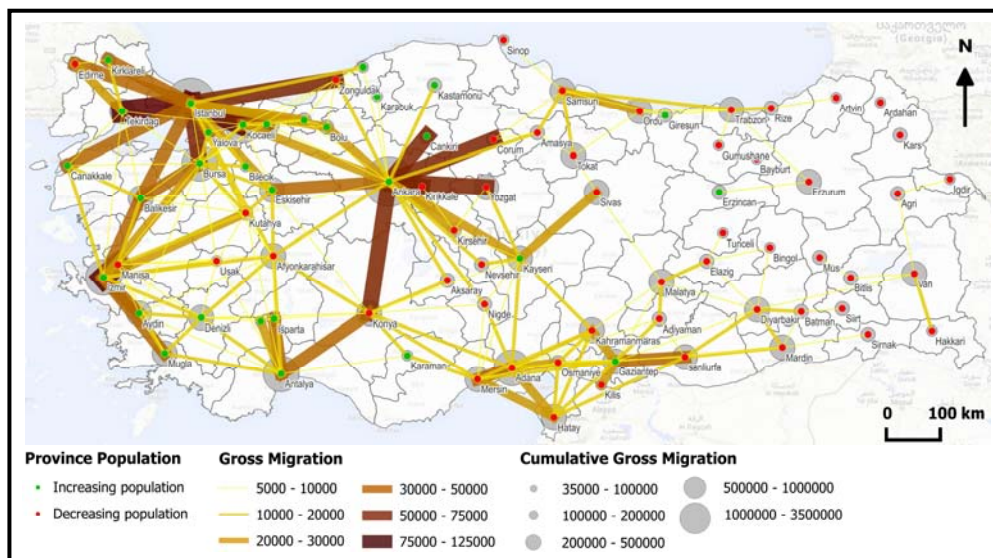 საქართველო
(Georgia)
Sinop
N
Edirne
Kirklareli
Zonguldak
Kastamonu
Samsun
Karabuk
Istanbul
Tekirdag
Ordu
Giresun
Trabzon
Rize
Artvin
Ardahan
Kocaeli
Yalova
Bolu
Cankiri
Corum
Amasya
Tokat
Kars
Gumushane
Bayburt
Canakkale
Bursa
Bilecik
Ankara
Kirikkale
Yozgat
Sivas
Erzincan
Erzurum
Agri
Igdir
Balikesir
Eskisehir
Kutahya
Kirsehir
Tunceli
Bingol
Manisa
Usak
Afyonkarahisar
Nevsehir
Kayseri
Elazig
Mus
Bitlis
Van
Izmir
Aksaray
Malatya
Aydin
Denizli
Isparta
Konya
Nigde
Adiyaman
Diyarbakir
Batman
Siirt
Kahramanmaras
Hakkari
Mugla
Antalya
Karaman
Mersin
Adana
Osmaniye
Gaziantep
Sanliurfa
Mardin
Sirnak
Kilis
Hatay
0 100 km
Province Population
Increasing population
Decreasing population
Gross Migration
5000 - 10000
10000 - 20000
20000 - 30000
30000 - 50000
50000 - 75000
75000 - 125000
Cumulative Gross Migration
35000 - 100000
100000 - 200000
200000 - 500000
500000 - 1000000
1000000 - 3500000